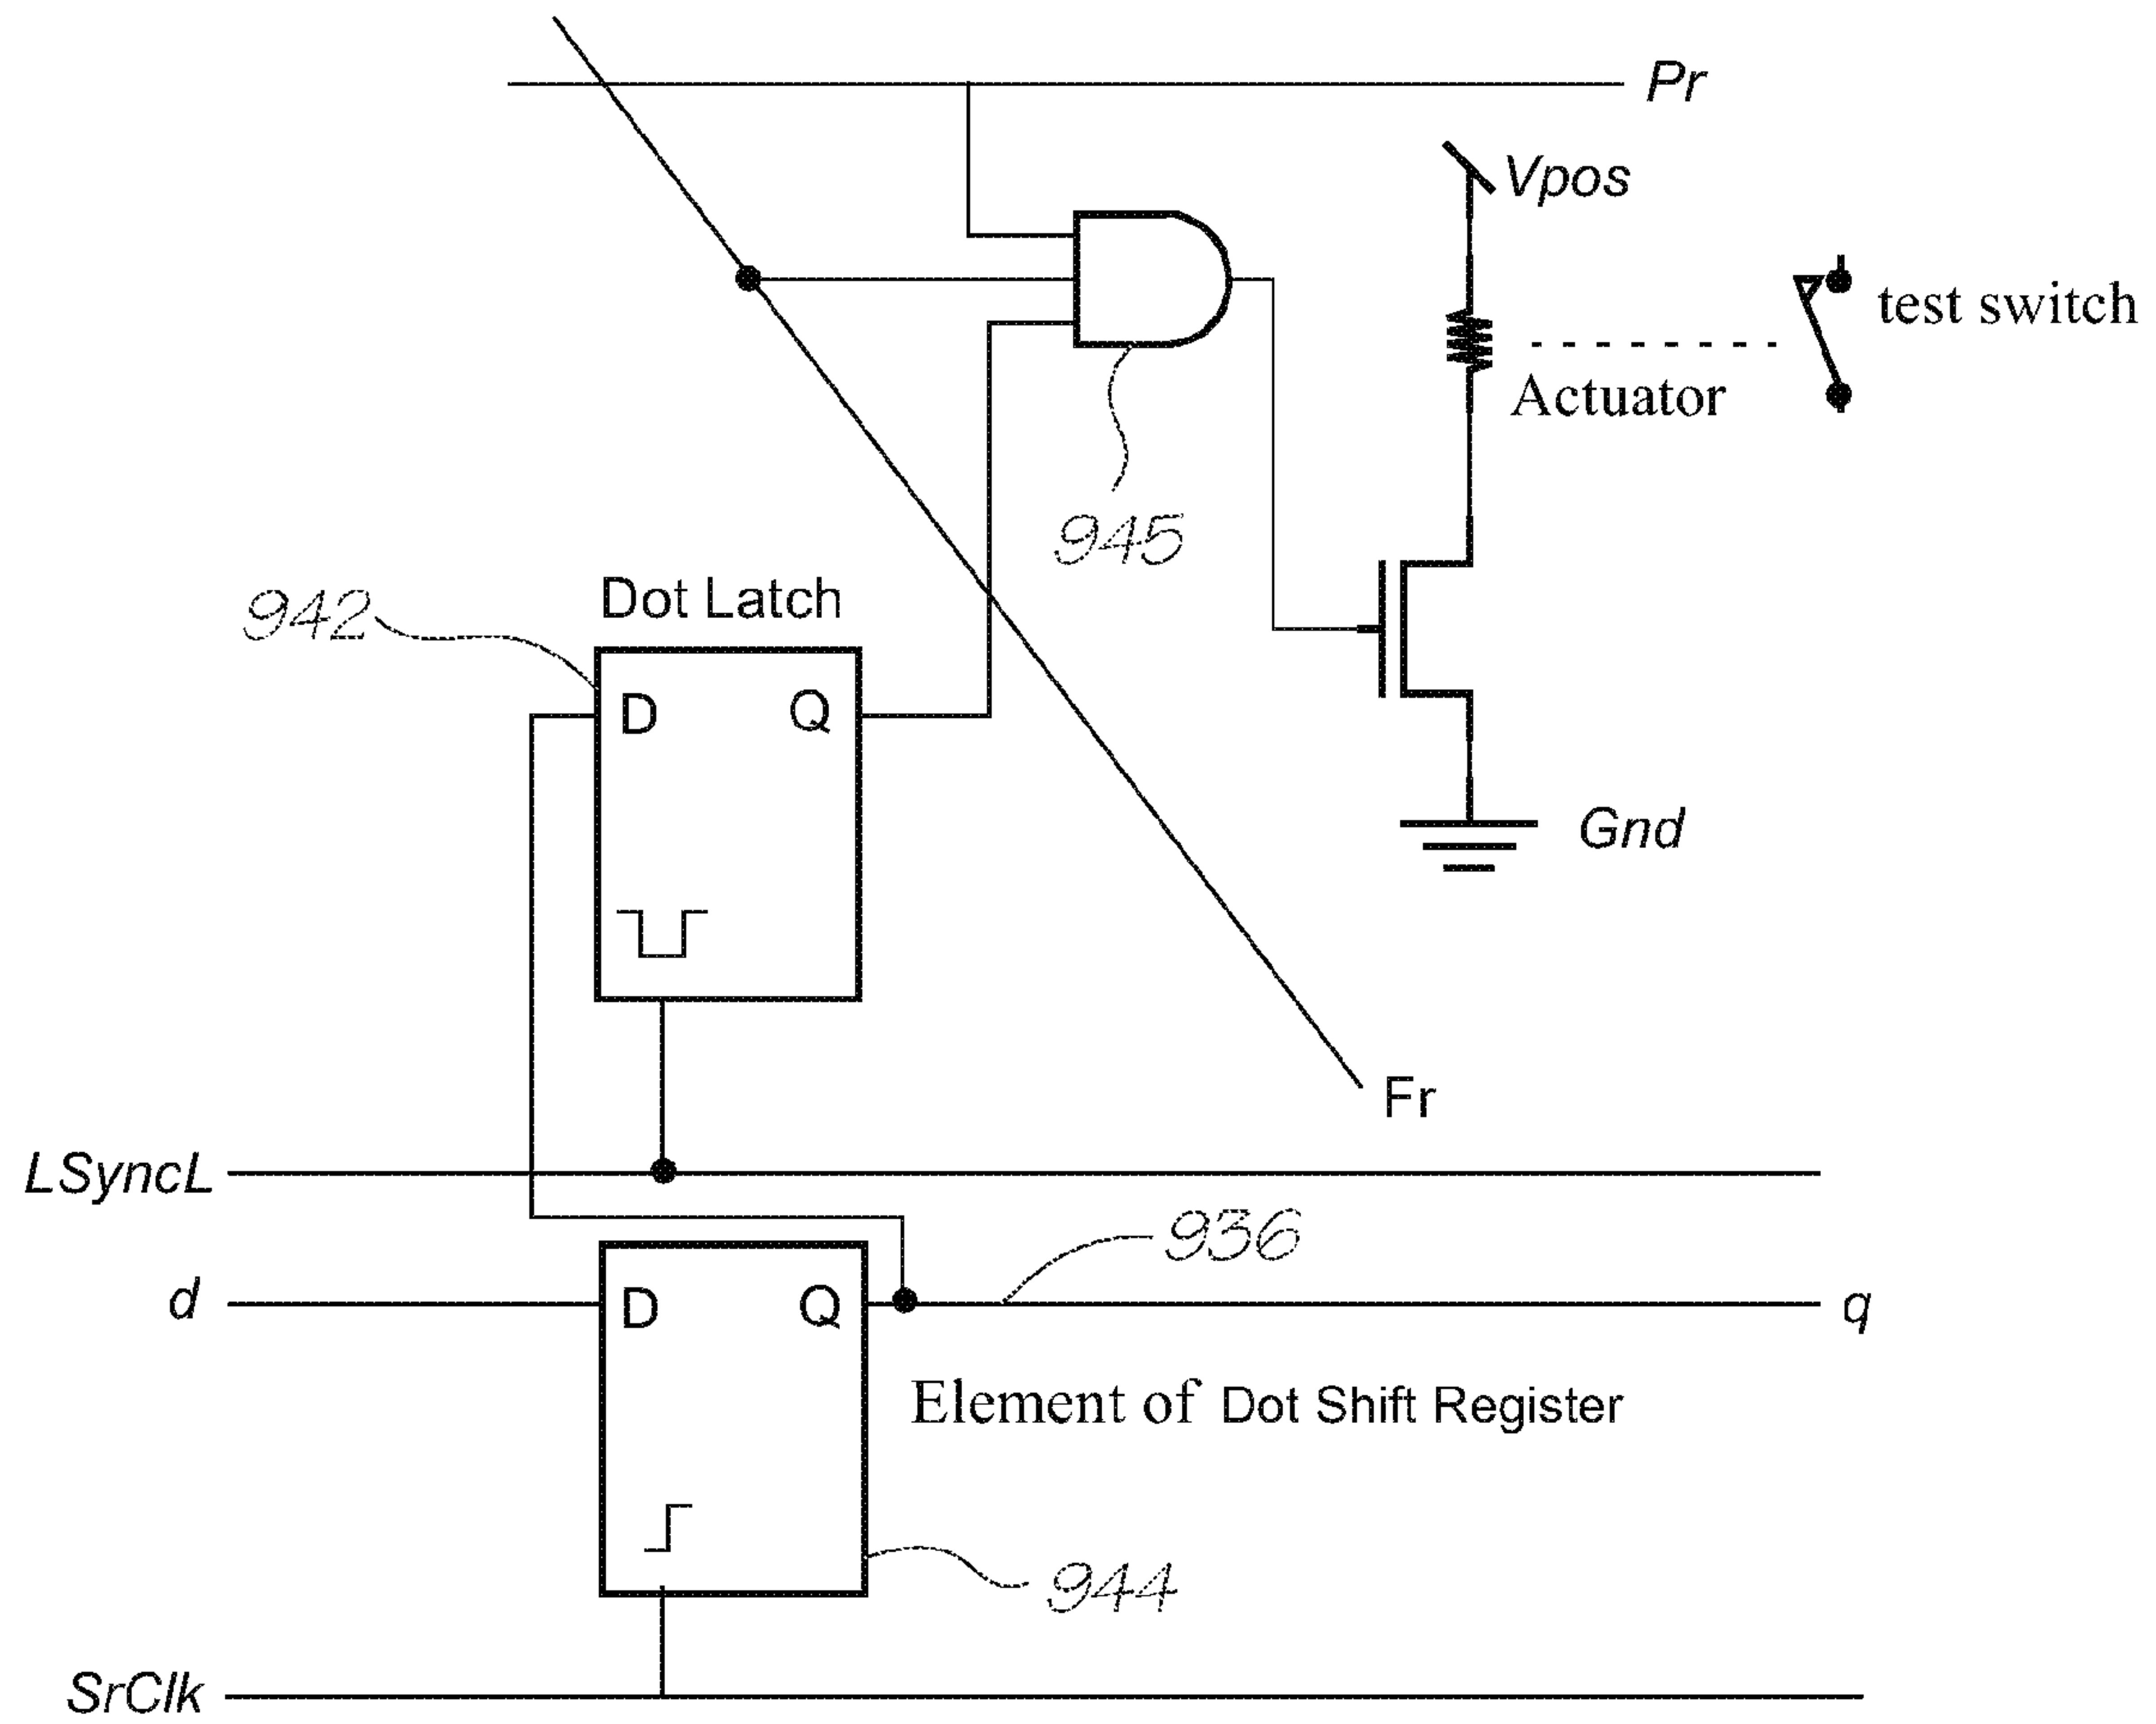 Pr
Vpos
test switch
Actuator
945
942
Dot Latch
D Q
Gnd
Fr
LSyncL
936
d
D Q
q
Element of Dot Shift Register
944
SrClk